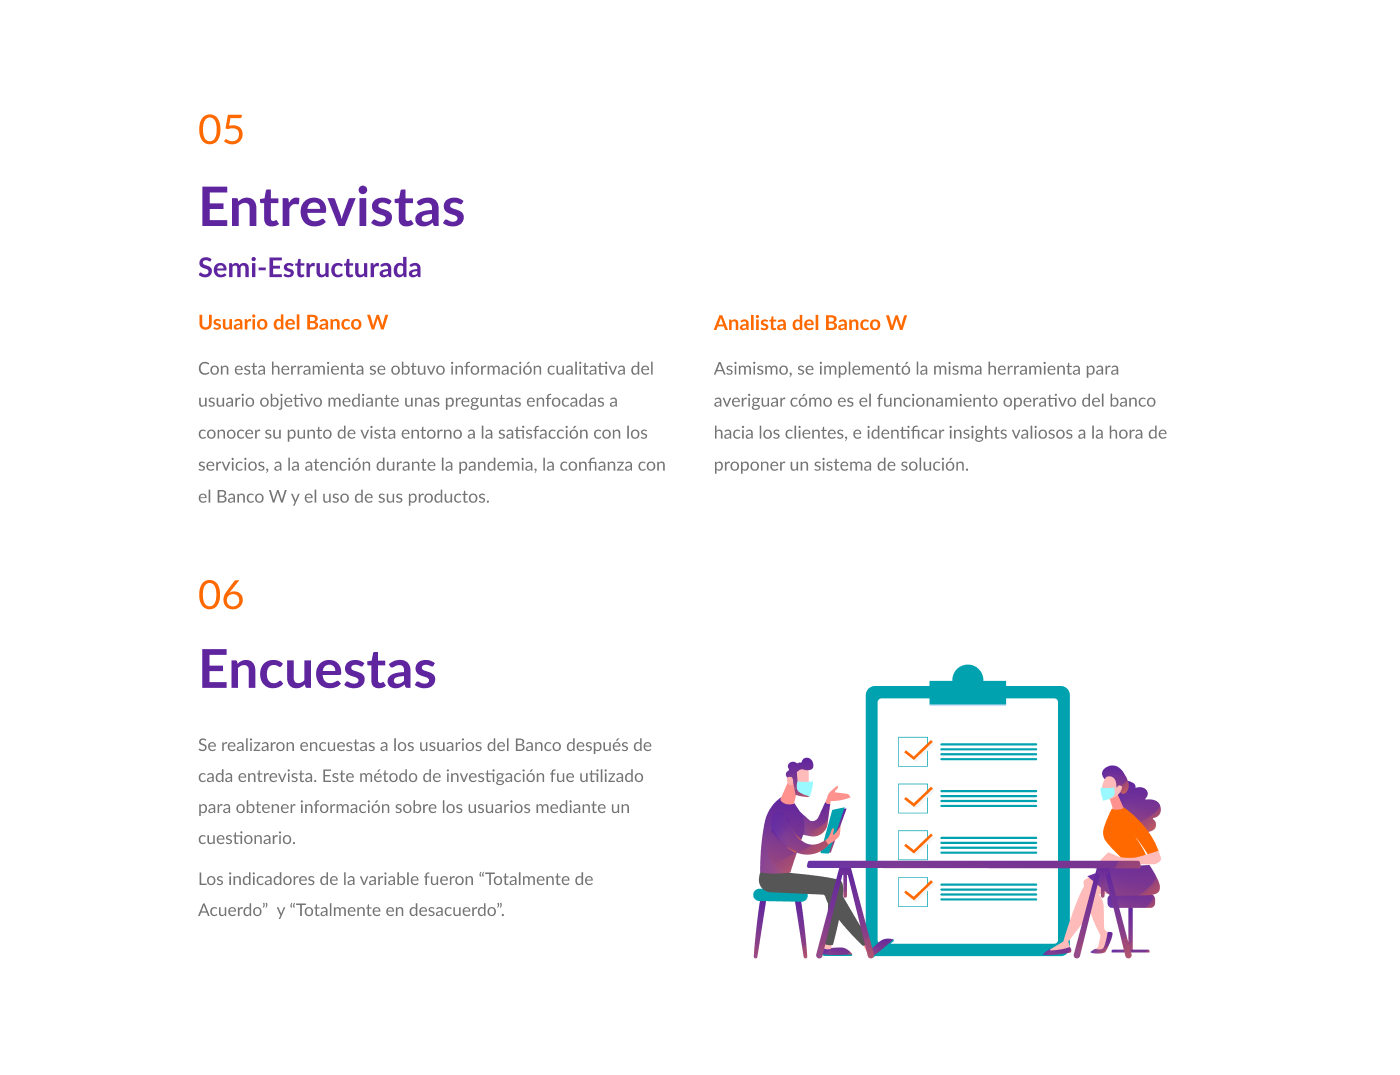 05
Entrevistas
Semi-Estructurada
Usuario del Banco W
Con esta herramienta se obtuvo información cualitativa del
usuario objetivo mediante unas preguntas enfocadas a
conocer su punto de vista entorno a la satisfacción con los
servicios, a la atención durante la pandemia, la confianza con
el Banco W y el uso de sus productos.
Analista del Banco W
Asimismo, se implementó la misma herramienta para
averiguar cómo es el funcionamiento operativo del banco
hacia los clientes, e identificar insights valiosos a la hora de
proponer un sistema de solución.
06
Encuestas
Se realizaron encuestas a los usuarios del Banco después de
cada entrevista. Este método de investigación fue utilizado
para obtener información sobre los usuarios mediante un
cuestionario.
Los indicadores de la variable fueron “Totalmente de
Acuerdo”  y “Totalmente en desacuerdo”.